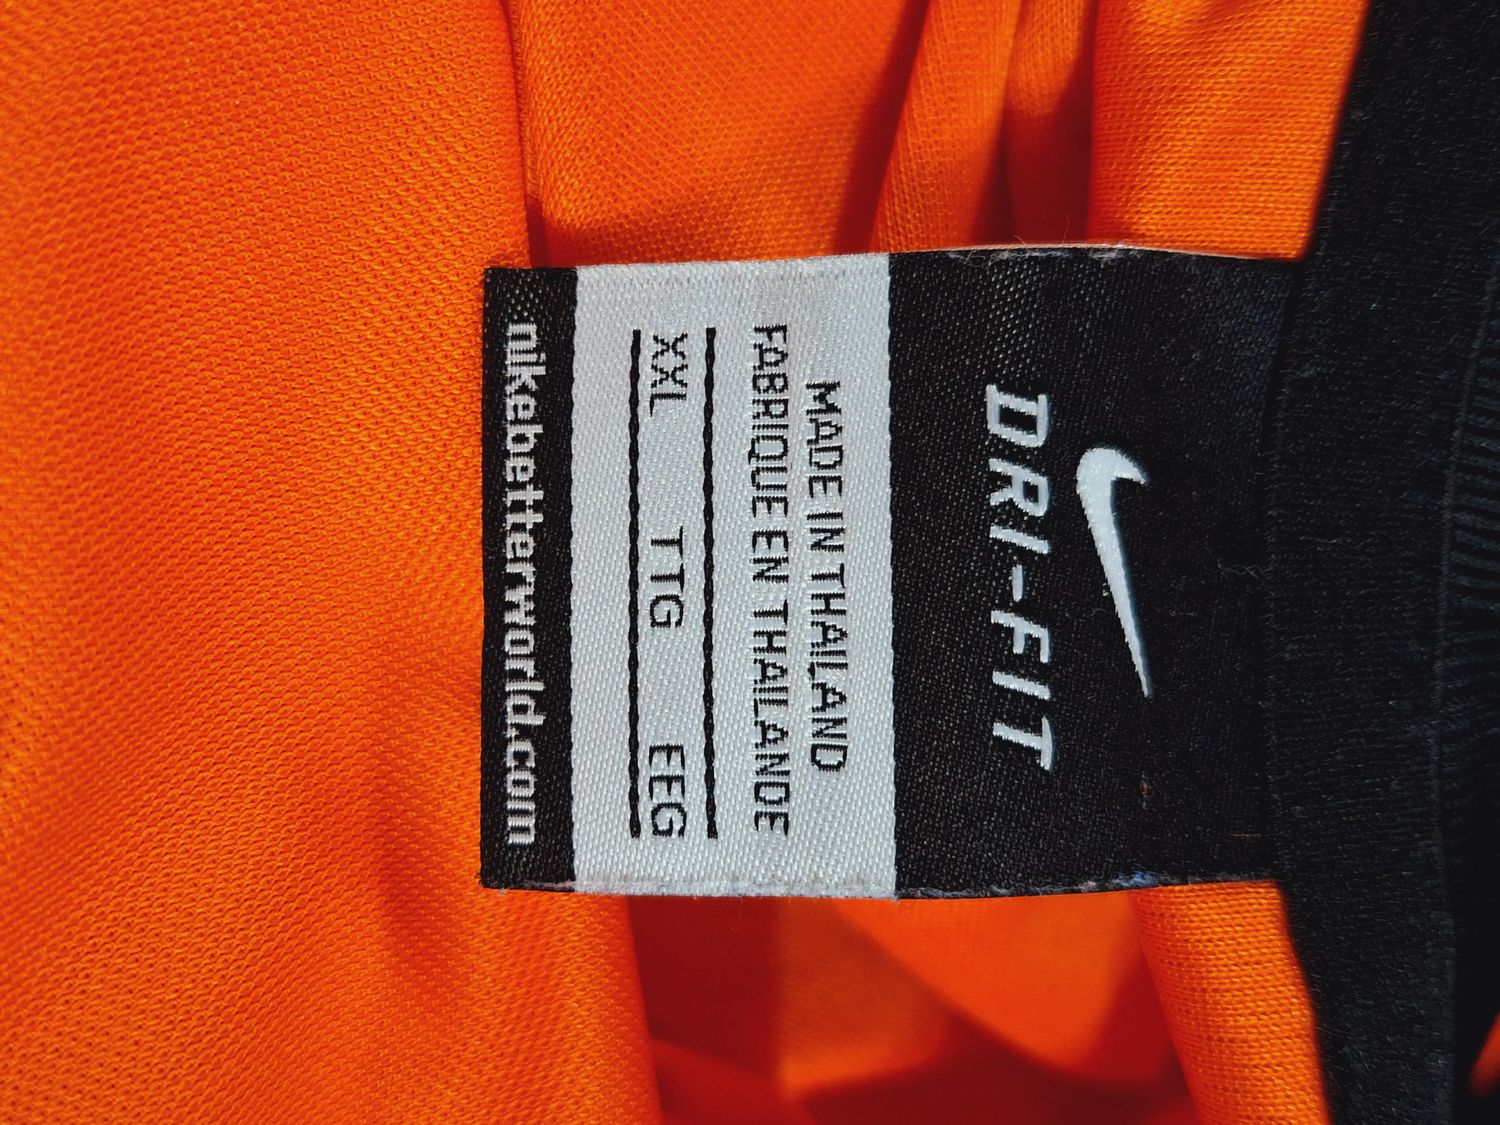 DRI-FIT
MADE IN THAILAND
FABRIQUE EN THAILANDE
XXL TTG EEG
nikebetterworld.com